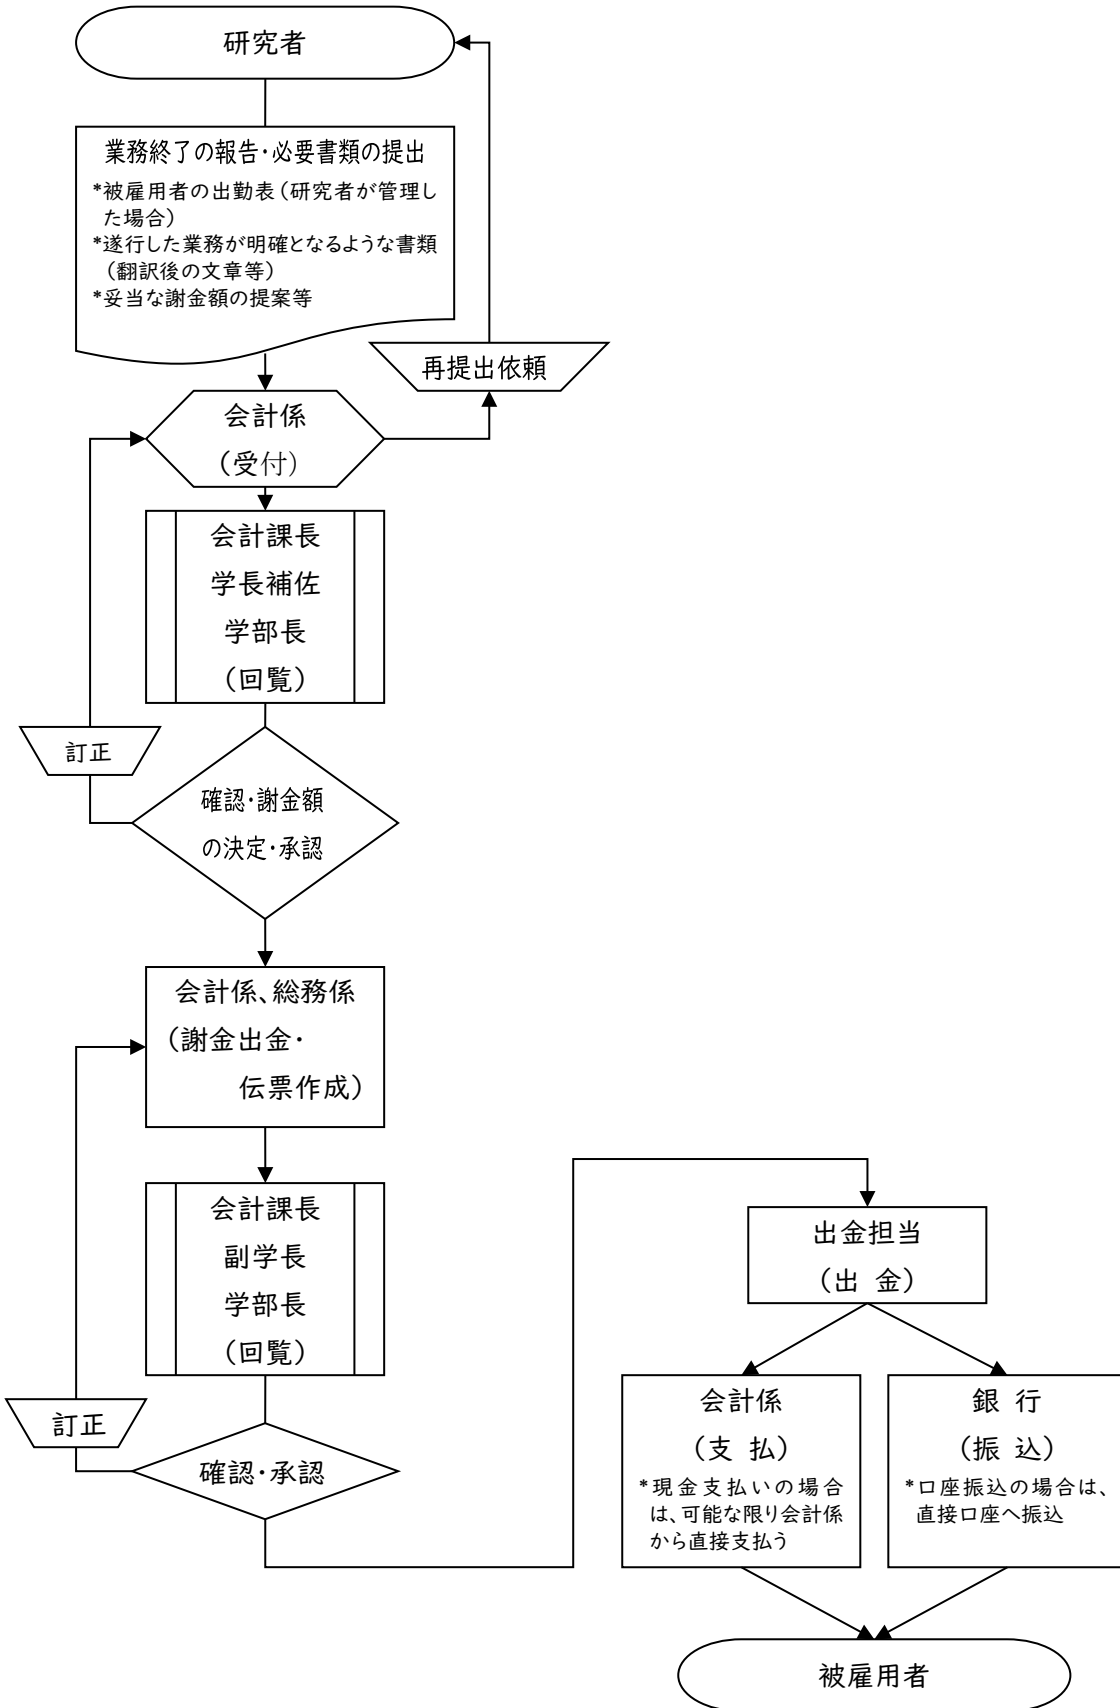 研究者
業務終了の報告・必要書類の提出
*被雇用者の出勤表（研究者が管理し
た場合）
*遂行した業務が明確となるような書類
（翻訳後の文章等）
*妥当な謝金額の提案等
再提出依頼
会計係
（受付）
会計課長
学長補佐
学部長
（回覧）
訂正
確認・謝金額
の決定・承認
会計係、総務係
（謝金出金・
伝票作成）
会計課長
副学長
学部長
（回覧）
訂正
確認・承認
出金担当
（出 金）
会計係
（支 払）
*現金支払いの場合
は、可能な限り会計係
から直接支払う
銀 行
（振 込）
*口座振込の場合は、
直接口座へ振込
被雇用者